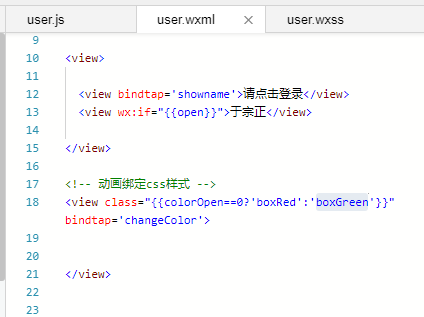 user.js
user.wxml ×
user.wxss
9
10 <view>
11
12 <view bindtap='showname'>请点击登录</view>
13 <view wx:if="{{open}}">于宗正</view>
14
15 </view>
16
17 <!-- 动画绑定css样式 -->
18 <view class="{{colorOpen==0?'boxRed':'boxGreen'}}"
bindtap='changeColor'>
19
20
21 </view>
22
23